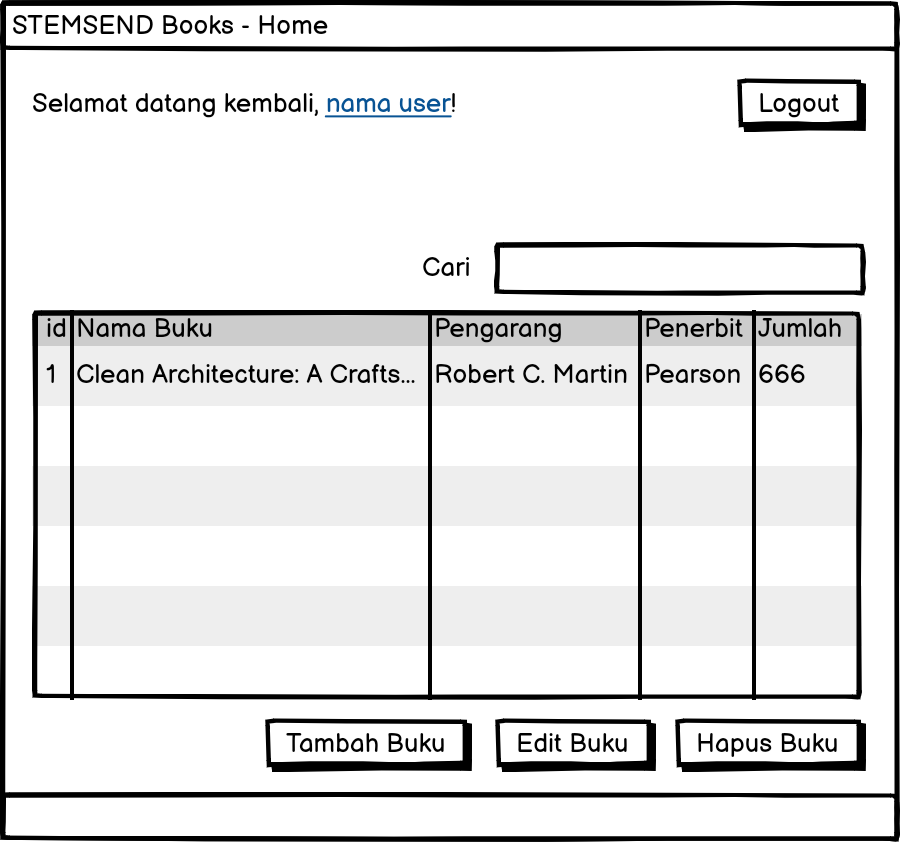 STEMSEND Books - Home
Selamat datang kembali, nama user!
Logout
Cari
id Nama Buku Pengarang Penerbit Jumlah
1 Clean Architecture: A Crafts... Robert C. Martin Pearson 666
Tambah Buku Edit Buku Hapus Buku